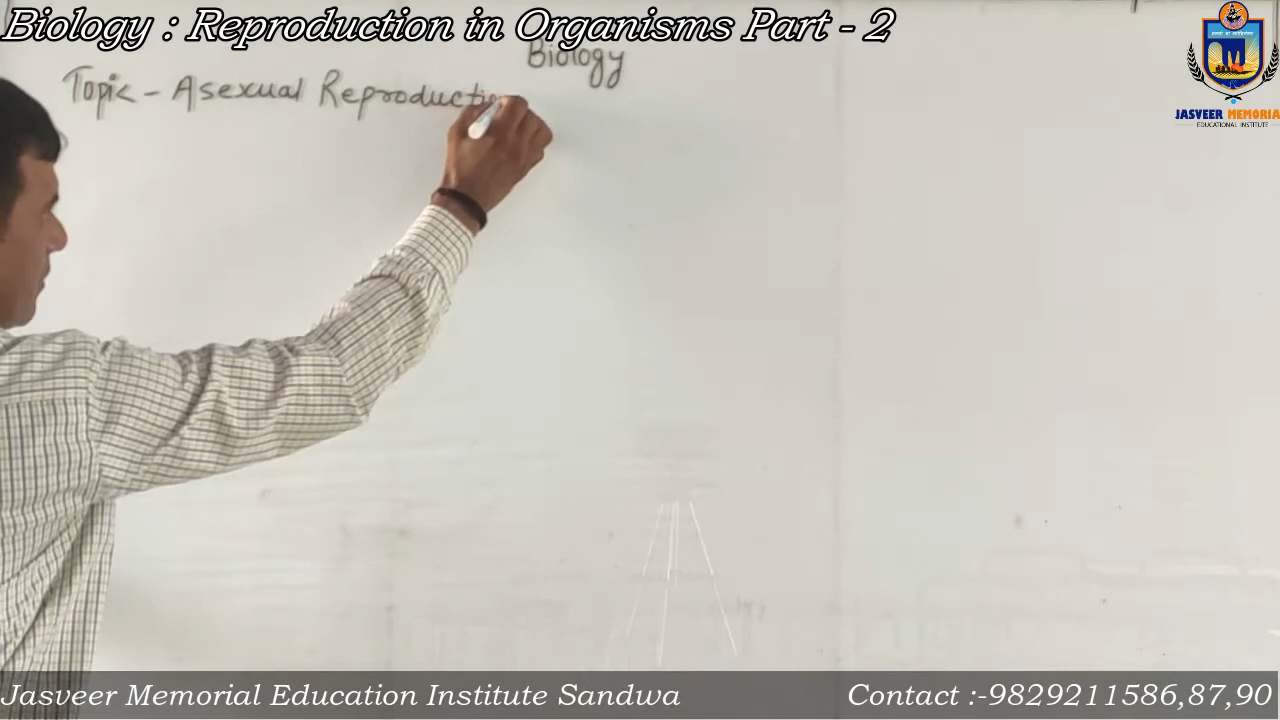 Biology : Reproduction in Organisms Part - 2
Biology
Topic - Asexual Reproduction
JASVEER MEMORIA
EDUCATIONAL INSTITUTE
Jasveer Memorial Education Institute Sandwa
Contact :-9829211586,87,90